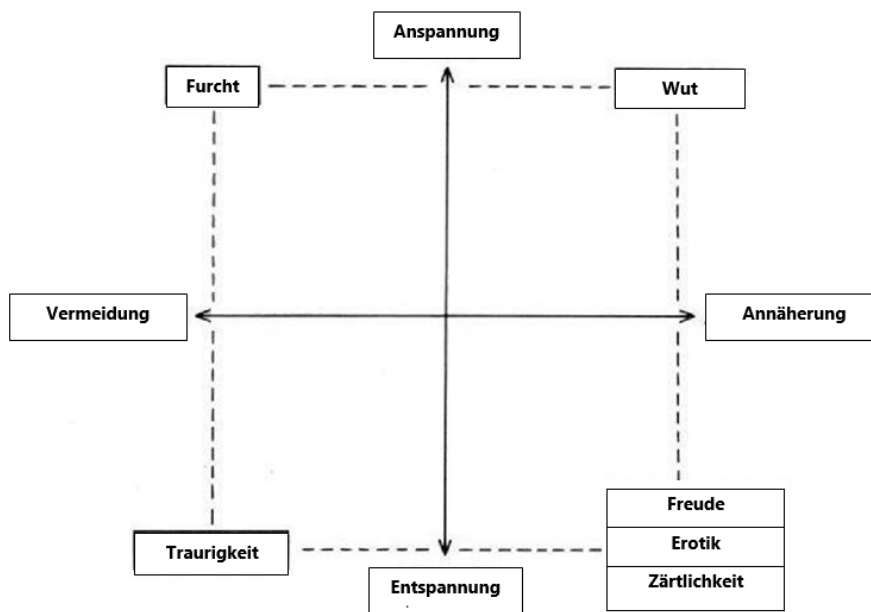 Anspannung
Furcht
Wut
Vermeidung
Annäherung
Freude
Traurigkeit
Erotik
Entspannung
Zärtlichkeit